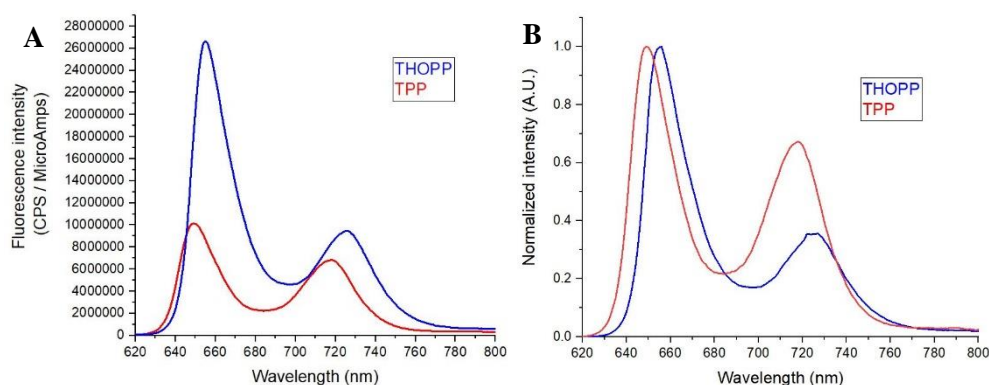 A
Fluorescence intensity
(CPS / MicroAmps)
28000000
26000000
24000000
22000000
20000000
18000000
16000000
14000000
12000000
10000000
8000000
6000000
4000000
2000000
0
THOPP
TPP
620 640 660 680 700 720 740 760 780 800
Wavelength (nm)
B
Normalized intensity (A.U.)
1.0
0.8
0.6
0.4
0.2
0.0
THOPP
TPP
620 640 660 680 700 720 740 760 780 800
Wavelength (nm)